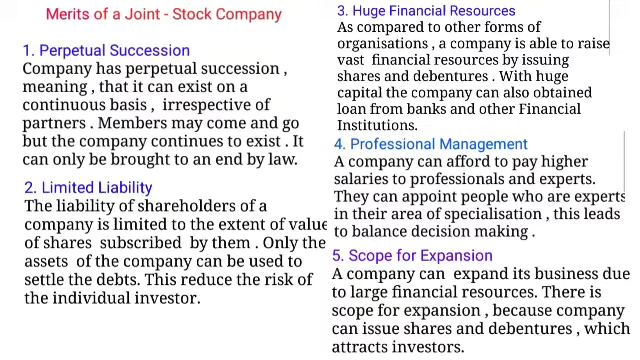 Merits of a Joint - Stock Company
1. Perpetual Succession
Company has perpetual succession ,
meaning , that it can exist on a
continuous basis , irrespective of
partners . Members may come and go
but the company continues to exist . It
can only be brought to an end by law.
2. Limited Liability
The liability of shareholders of a
company is limited to the extent of value
of shares subscribed by them . Only the
assets of the company can be used to
settle the debts. This reduce the risk of
the individual investor.
3. Huge Financial Resources
As compared to other forms of
organisations , a company is able to raise
vast financial resources by issuing
shares and debentures . With huge
capital the company can also obtained
loan from banks and other Financial
Institutions.
4. Professional Management
A company can afford to pay higher
salaries to professionals and experts.
They can appoint people who are experts
in their area of specialisation , this leads
to balance decision making .
5. Scope for Expansion
A company can expand its business due
to large financial resources. There is
scope for expansion , because company
can issue shares and debentures , which
attracts investors.